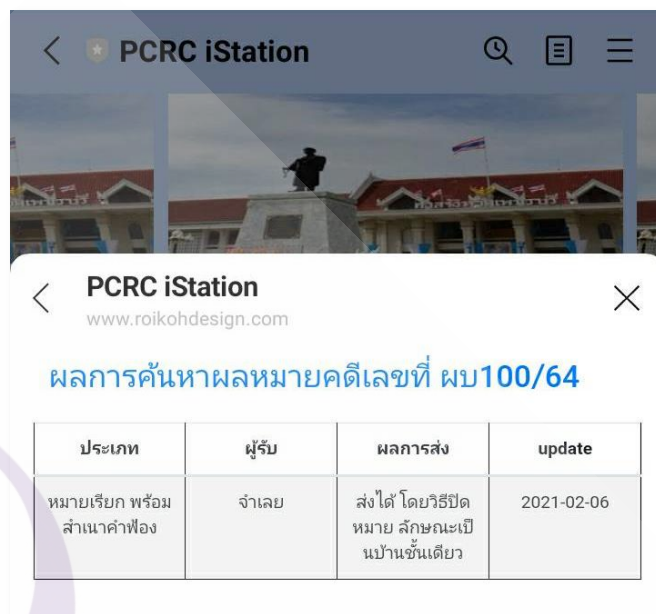 PCRC iStation
PCRC iStation
www.roikohdesign.com
ผลการค้นหาผลหมายคดีเลขที่ ผบ100/64
ประเภท ผู้รับ ผลการส่ง update
หมายเรียก พร้อม จำเลย ส่งได้ โดยวิธีปิด 2021-02-06
สำเนาคำฟ้อง หมาย ลักษณะเป็
นบ้านชั้นเดียว